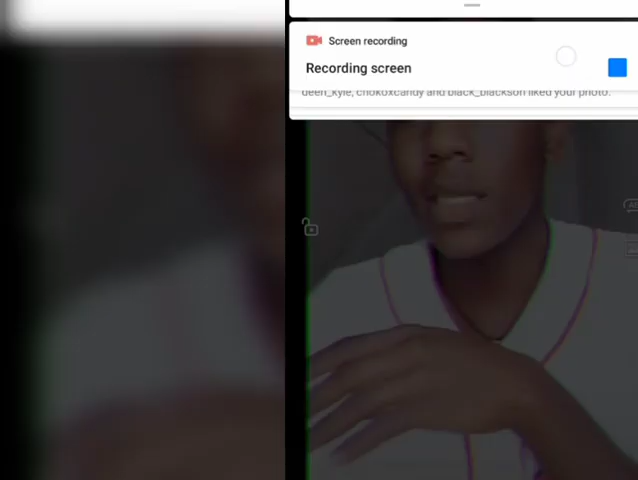 Screen recording
Recording screen
deen_kyle, chokoxcandy and black_blackson liked your photo.